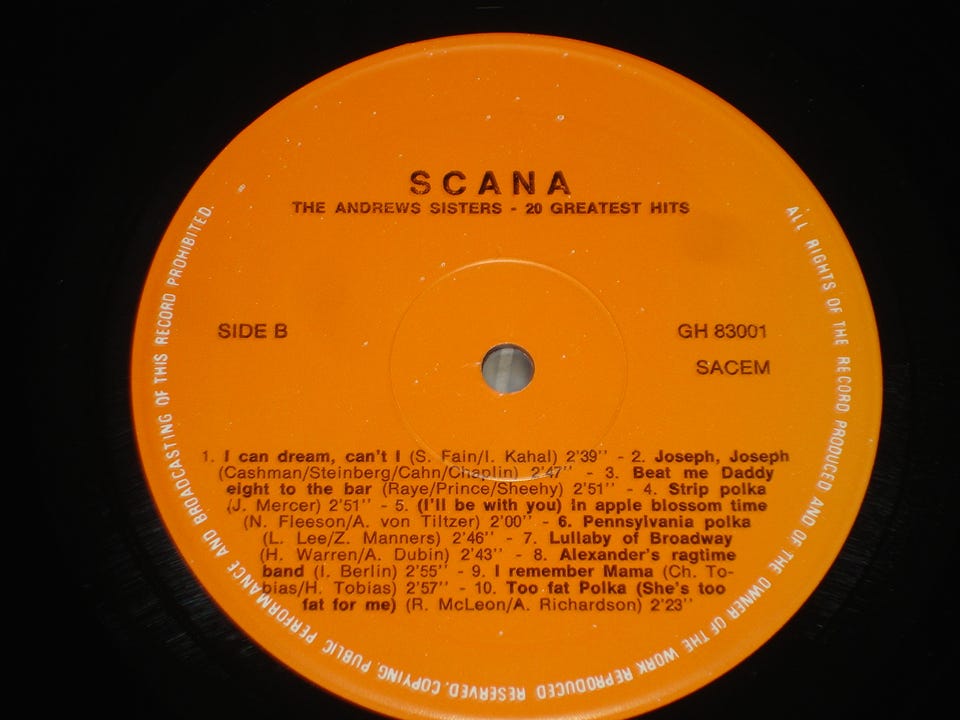 SCANA
THE ANDREWS SISTERS - 20 GREATEST HITS
SIDE B
GH 83001
SACEM
1. I can dream, can't I (S. Fain/I. Kahal) 2'39'' - 2. Joseph, Joseph
(Cashman/Steinberg/Cahn/Chaplin) 2'47'' - 3. Beat me Daddy
eight to the bar (Raye/Prince/Sheehy) 2'51'' - 4. Strip polka
(J. Mercer) 2'51'' - 5. (I'll be with you) in apple blossom time
(N. Fleeson/A. von Tiltzer) 2'00'' - 6. Pennsylvania polka
(L. Lee/Z. Manners) 2'46'' - 7. Lullaby of Broadway
(H. Warren/A. Dubin) 2'43'' - 8. Alexander's ragtime
band (I. Berlin) 2'55'' - 9. I remember Mama (Ch. To-
bias/H. Tobias) 2'57'' - 10. Too fat Polka (She's too
fat for me) (R. McLeon/A. Richardson) 2'23''
ALL RIGHTS OF THE RECORD PRODUCED AND OF THE OWNER OF THE WORK REPRODUCED RESERVED. COPYING, PUBLIC PERFORMANCE AND BROADCASTING OF THIS RECORD PROHIBITED.